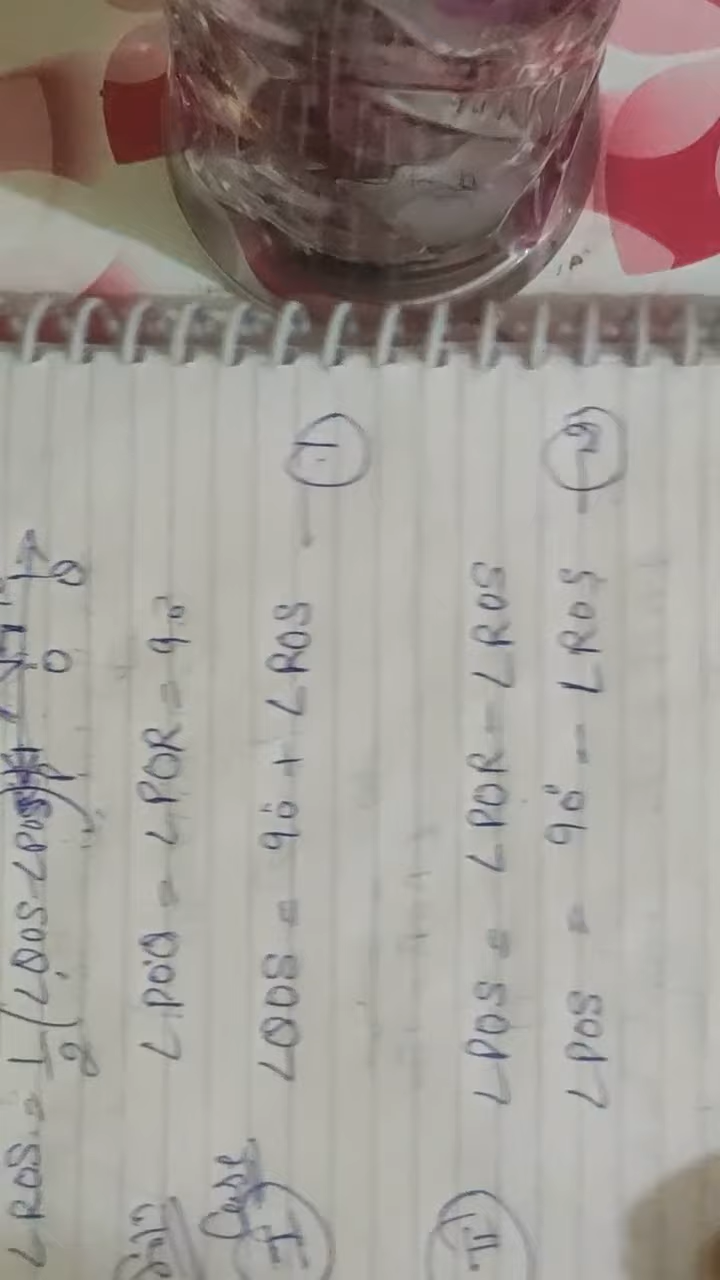 ∠ROS = 1/2 (∠QOS - ∠POS)
P O Q
∠POQ = ∠POR = 90°
Case
I ∠QOS = 90° + ∠ROS — 1
II ∠POS = ∠POR - ∠ROS
∠POS = 90° - ∠ROS — 2